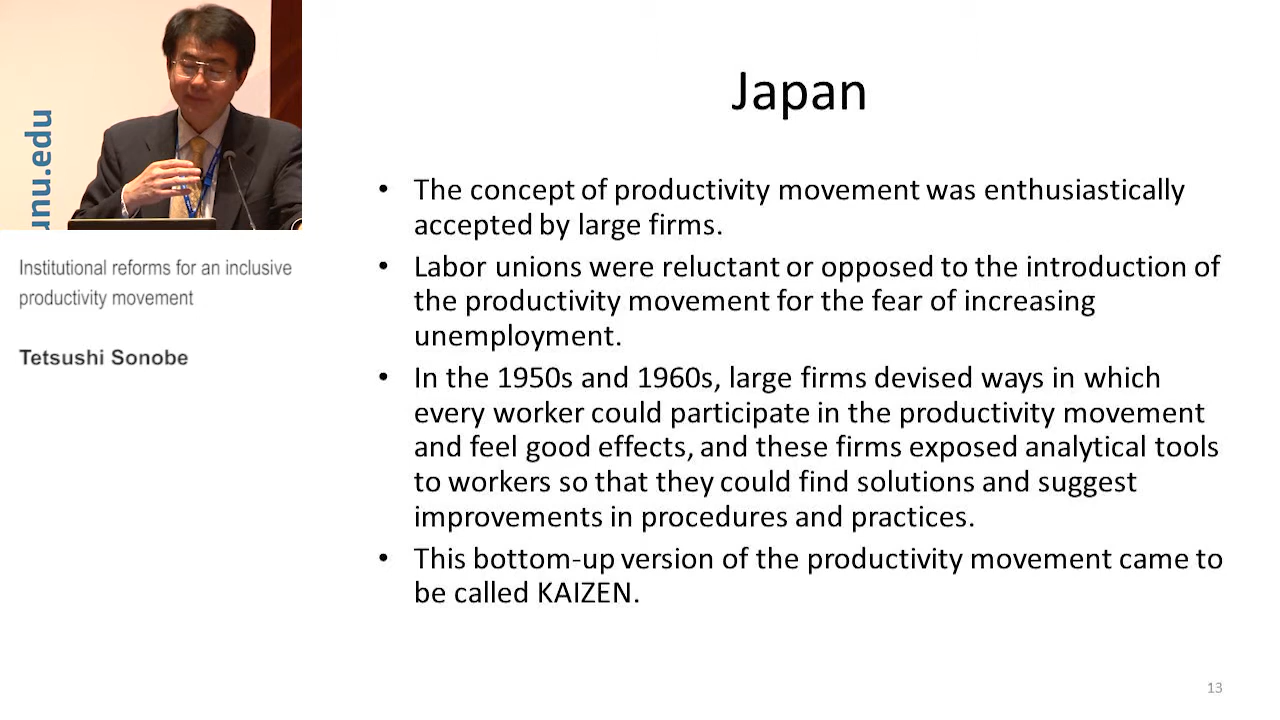 unu.edu
Institutional reforms for an inclusive
productivity movement
Tetsushi Sonobe
Japan
• The concept of productivity movement was enthusiastically
accepted by large firms.
• Labor unions were reluctant or opposed to the introduction of
the productivity movement for the fear of increasing
unemployment.
• In the 1950s and 1960s, large firms devised ways in which
every worker could participate in the productivity movement
and feel good effects, and these firms exposed analytical tools
to workers so that they could find solutions and suggest
improvements in procedures and practices.
• This bottom-up version of the productivity movement came to
be called KAIZEN.
13